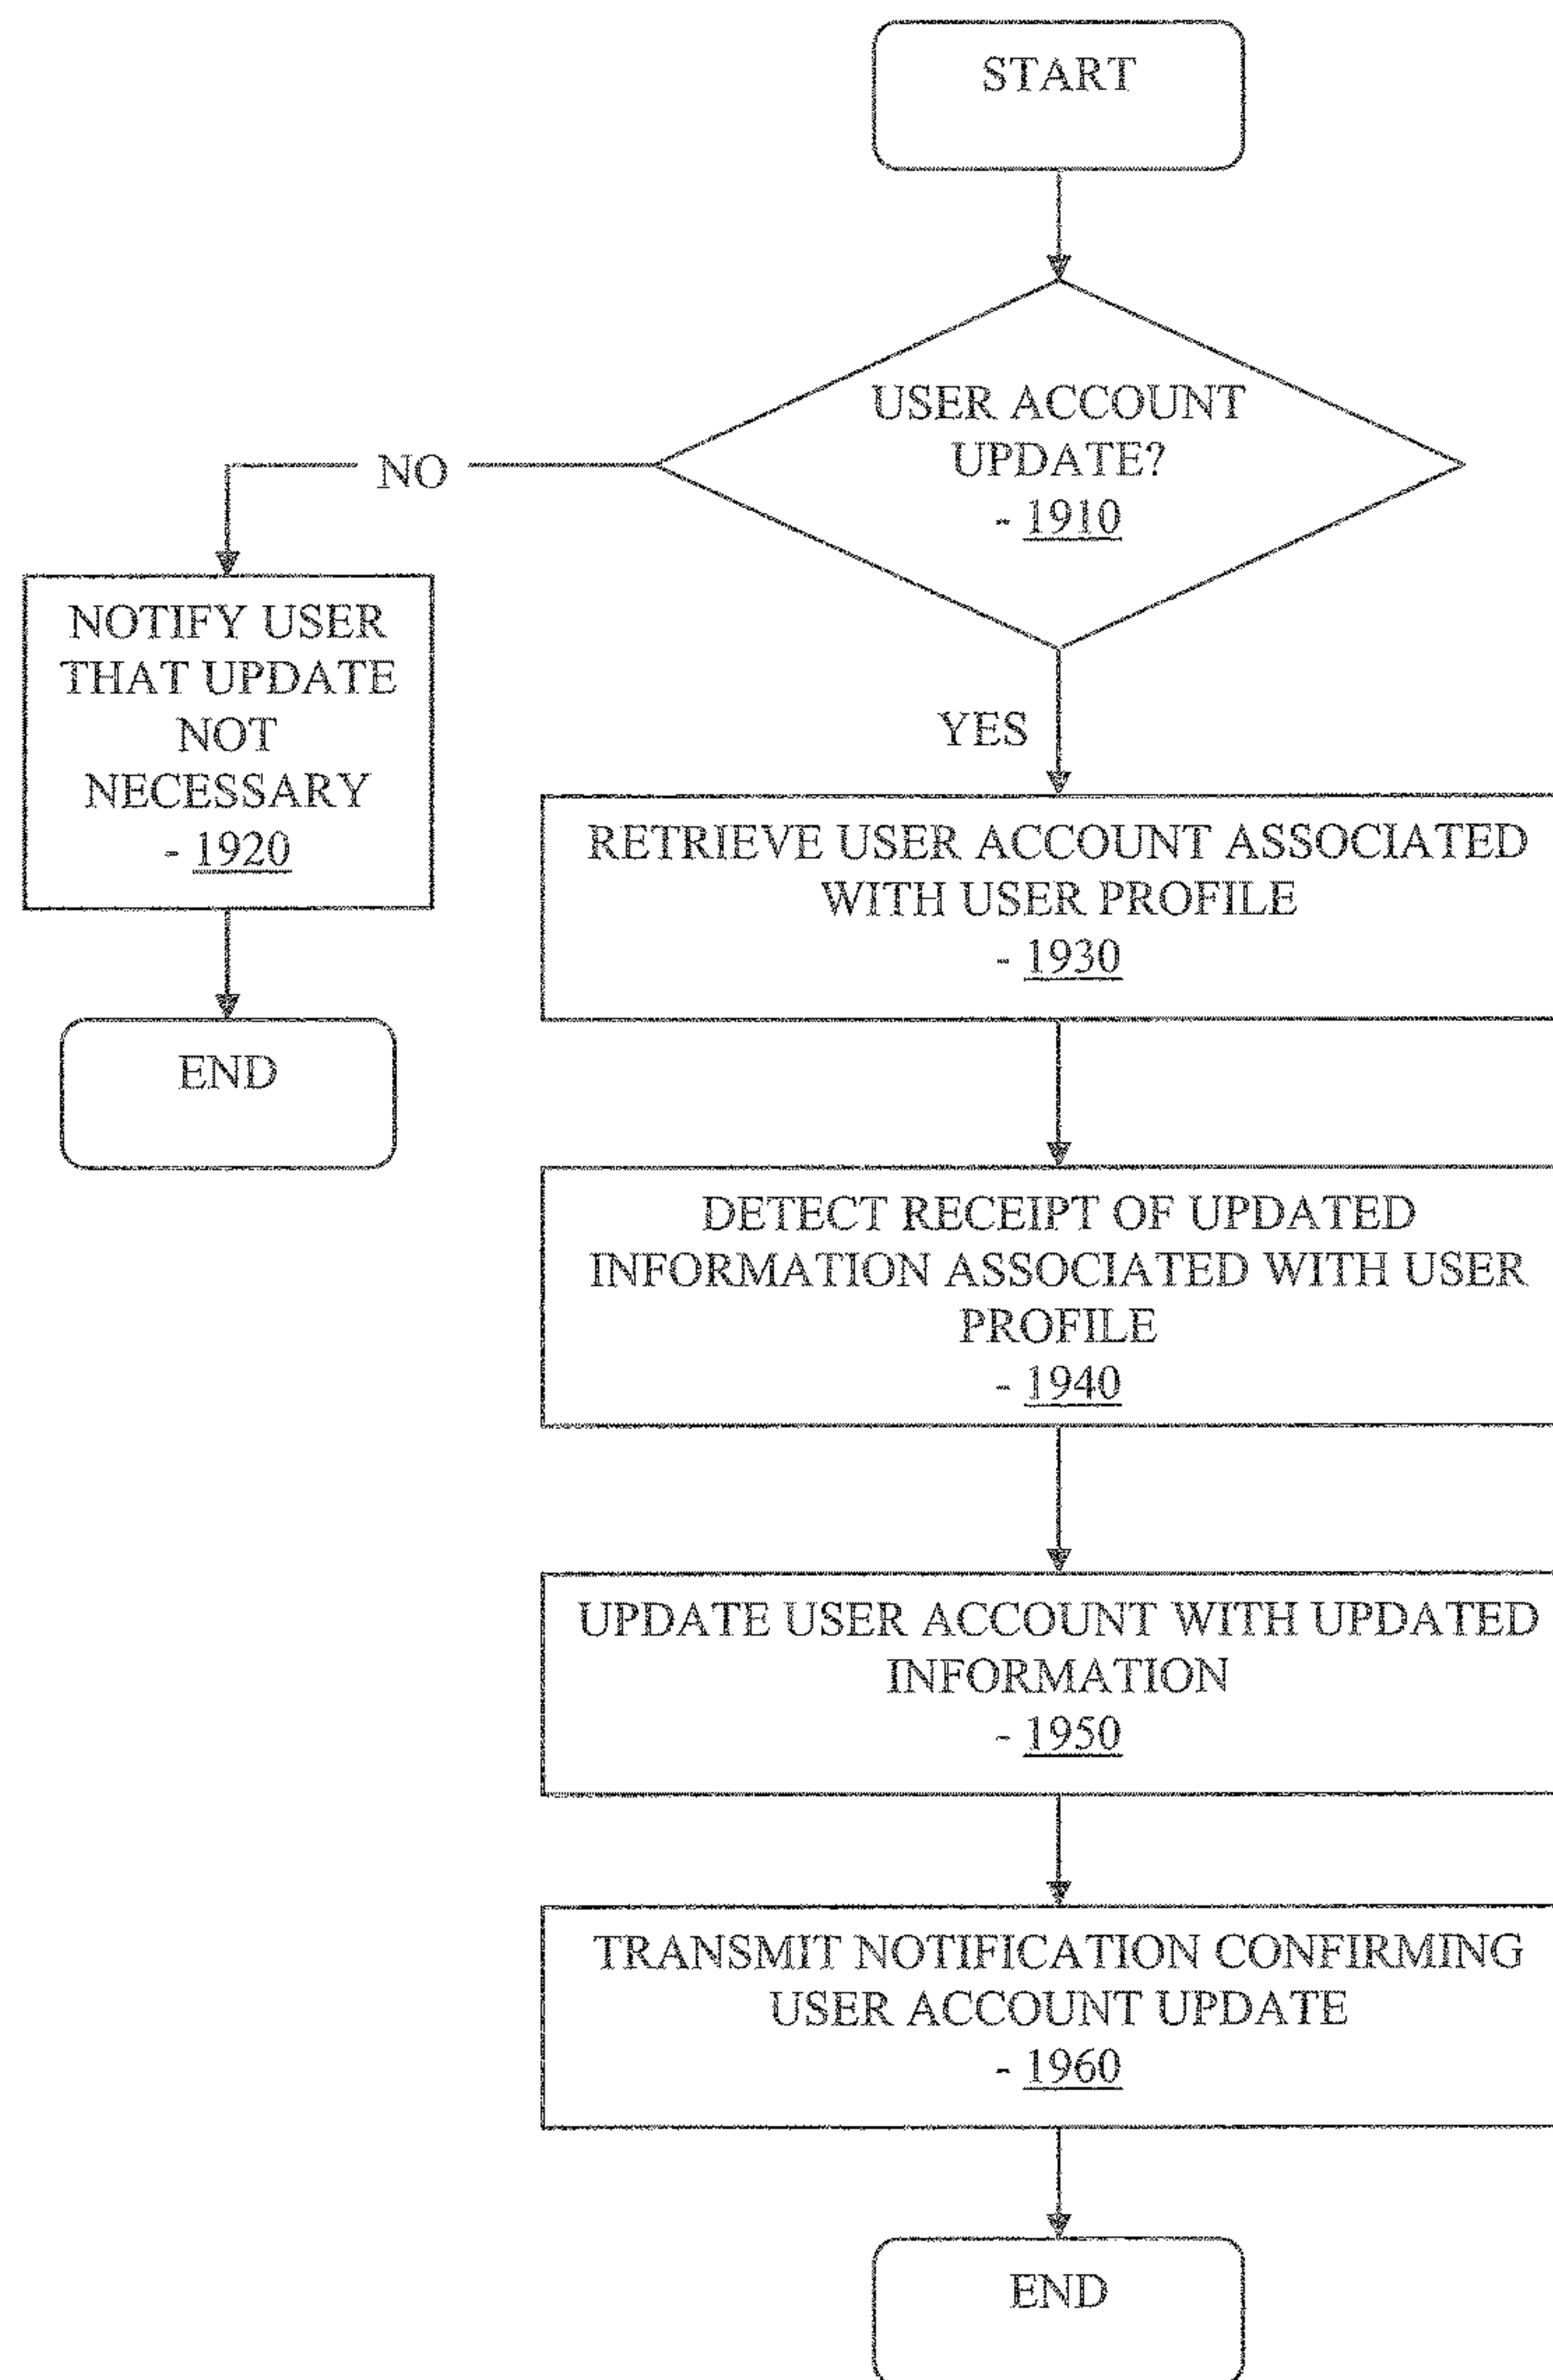 START
USER ACCOUNT
UPDATE?
- 1910
NO
NOTIFY USER
THAT UPDATE
NOT
NECESSARY
- 1920
END
YES
RETRIEVE USER ACCOUNT ASSOCIATED
WITH USER PROFILE
- 1930
DETECT RECEIPT OF UPDATED
INFORMATION ASSOCIATED WITH USER
PROFILE
- 1940
UPDATE USER ACCOUNT WITH UPDATED
INFORMATION
- 1950
TRANSMIT NOTIFICATION CONFIRMING
USER ACCOUNT UPDATE
- 1960
END